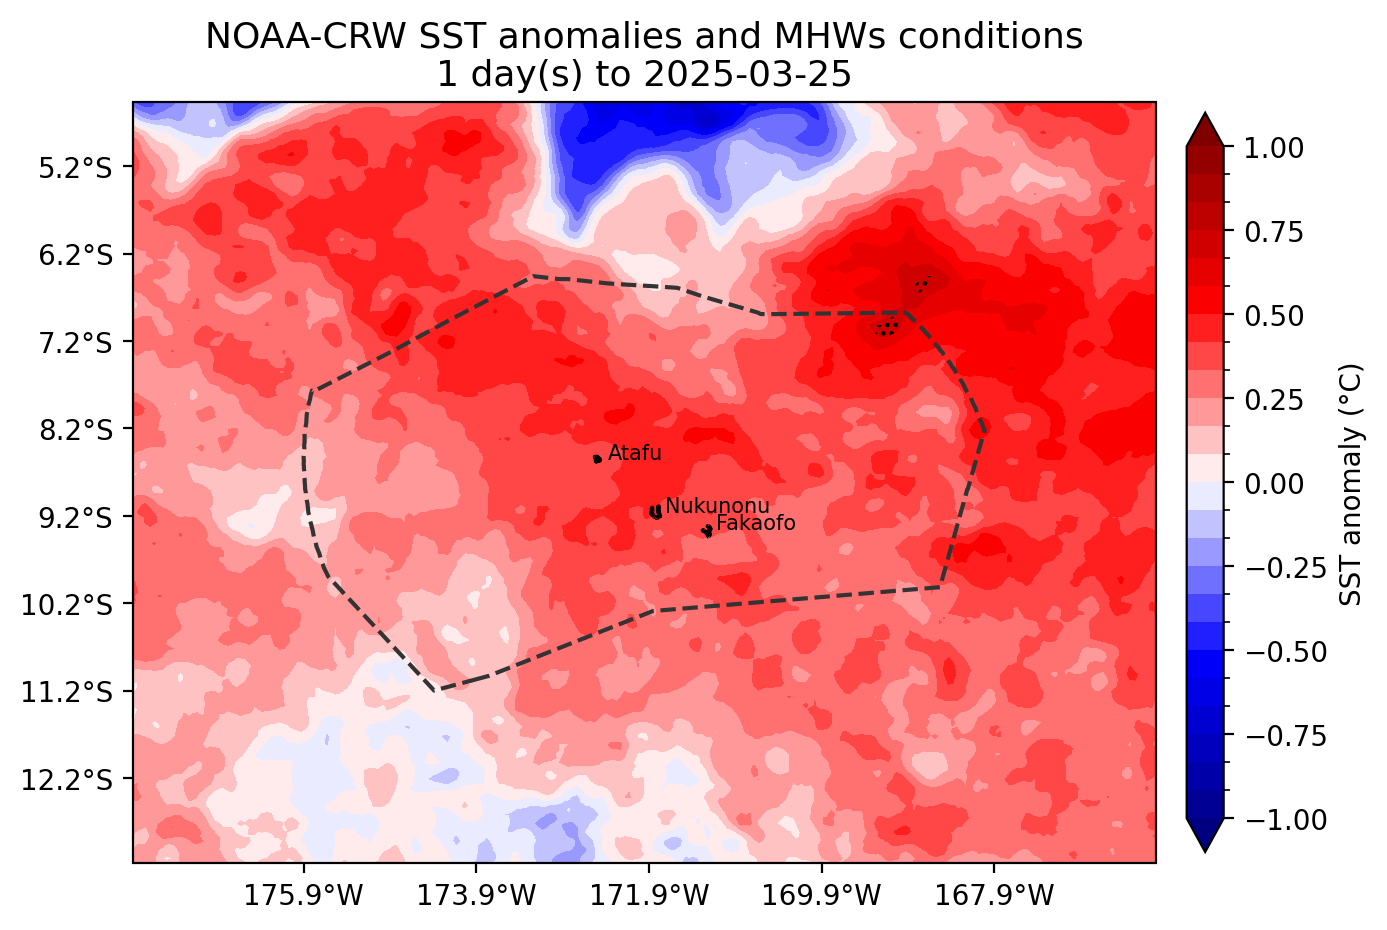 NOAA-CRW SST anomalies and MHWs conditions
1 day(s) to 2025-03-25
5.2°S
6.2°S
7.2°S
8.2°S
9.2°S
10.2°S
11.2°S
12.2°S
Atafu
Nukunonu
Fakaofo
175.9°W
173.9°W
171.9°W
169.9°W
167.9°W
1.00
0.75
0.50
0.25
0.00
−0.25
−0.50
−0.75
−1.00
SST anomaly (°C)